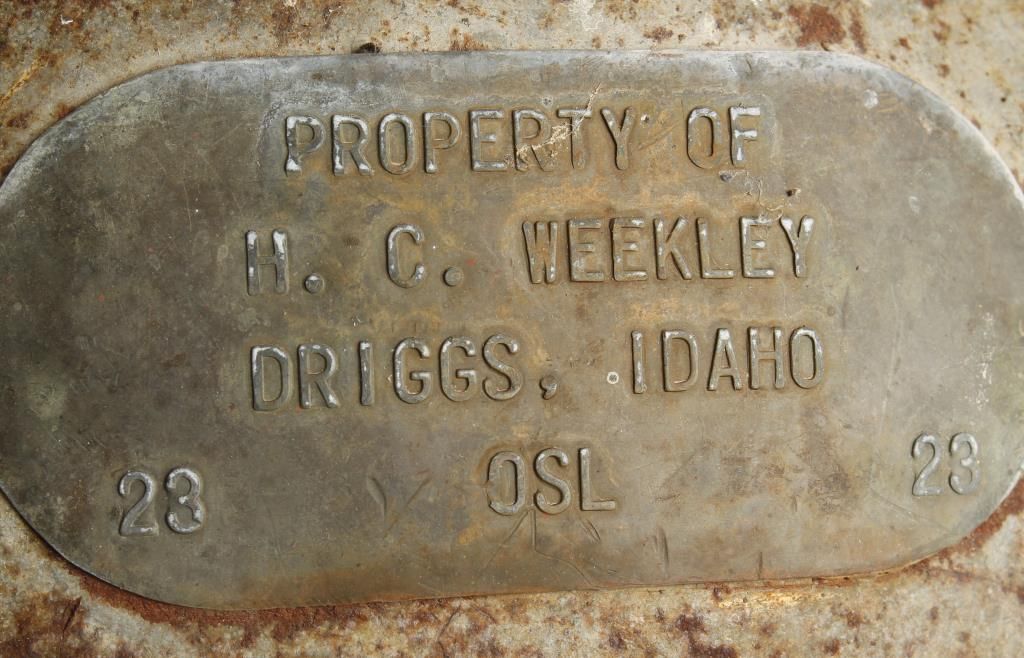 PROPERTY OF
H. C. WEEKLEY
DRIGGS, IDAHO
23 OSL 23